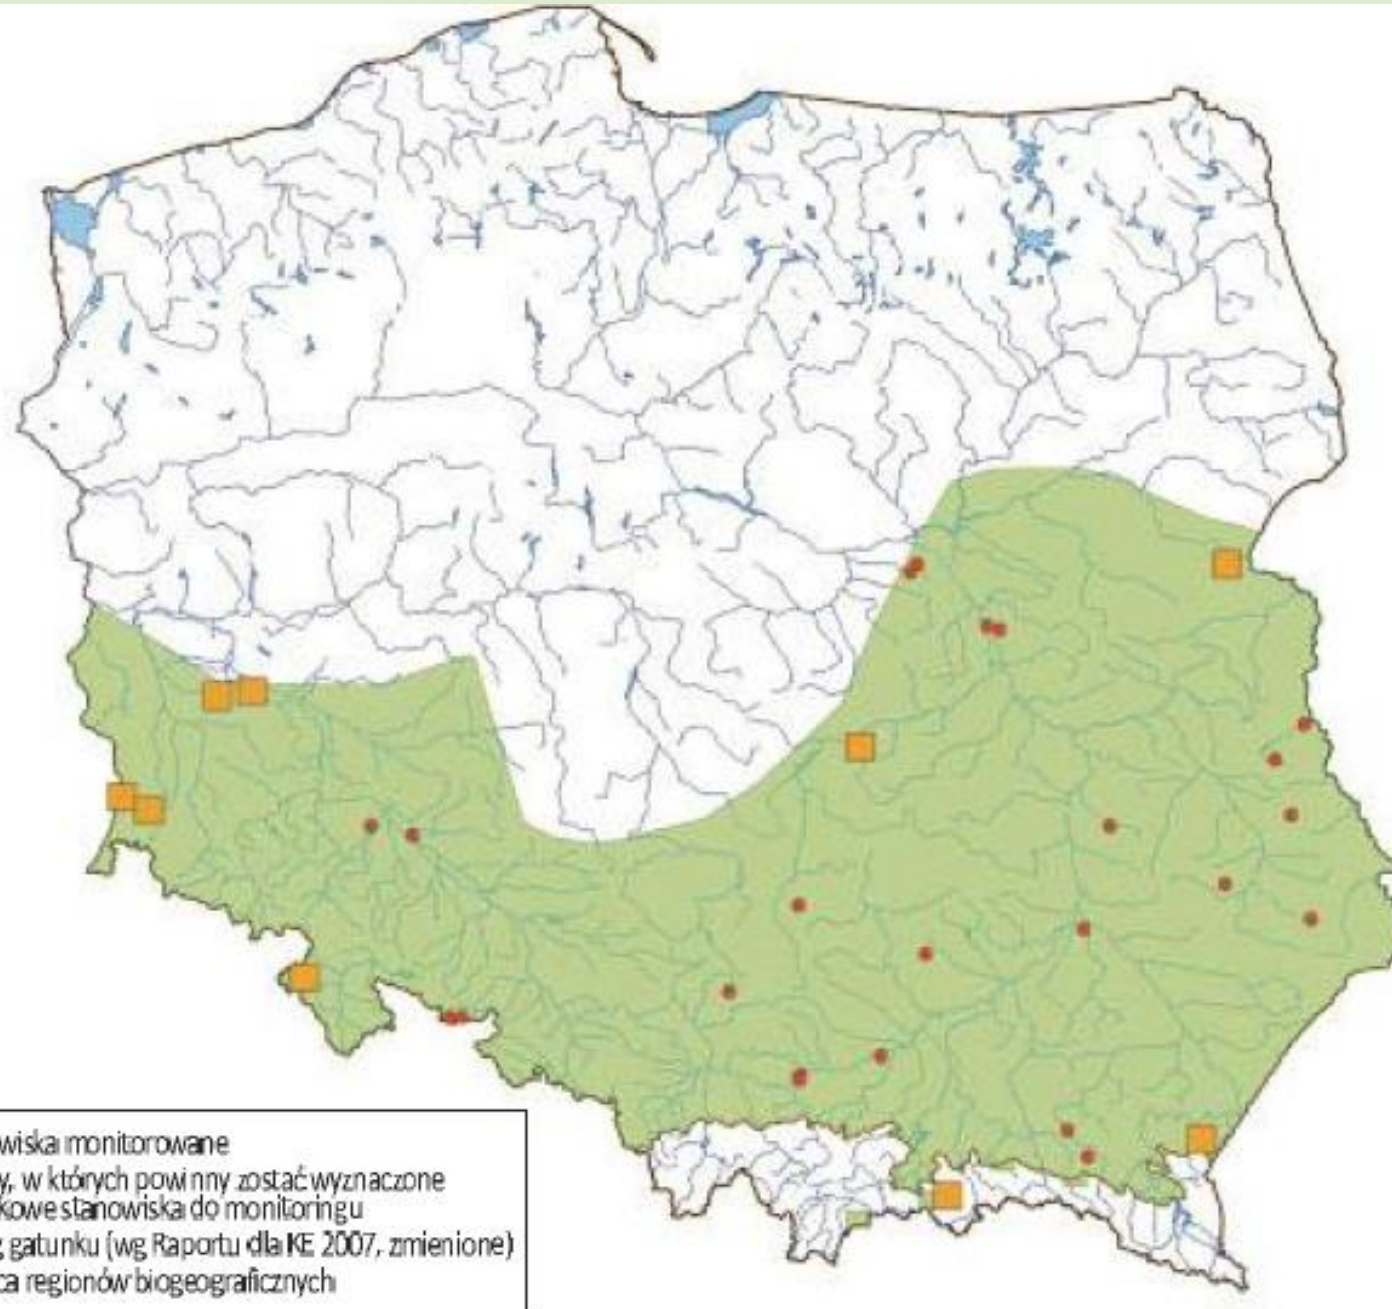 wiska monitorowane
y, w których powinny zostać wyznaczone
kowe stanowiska do monitoringu
g gatunku (wg Raportu dla KE 2007, zmienione)
ca regionów biogeograficznych